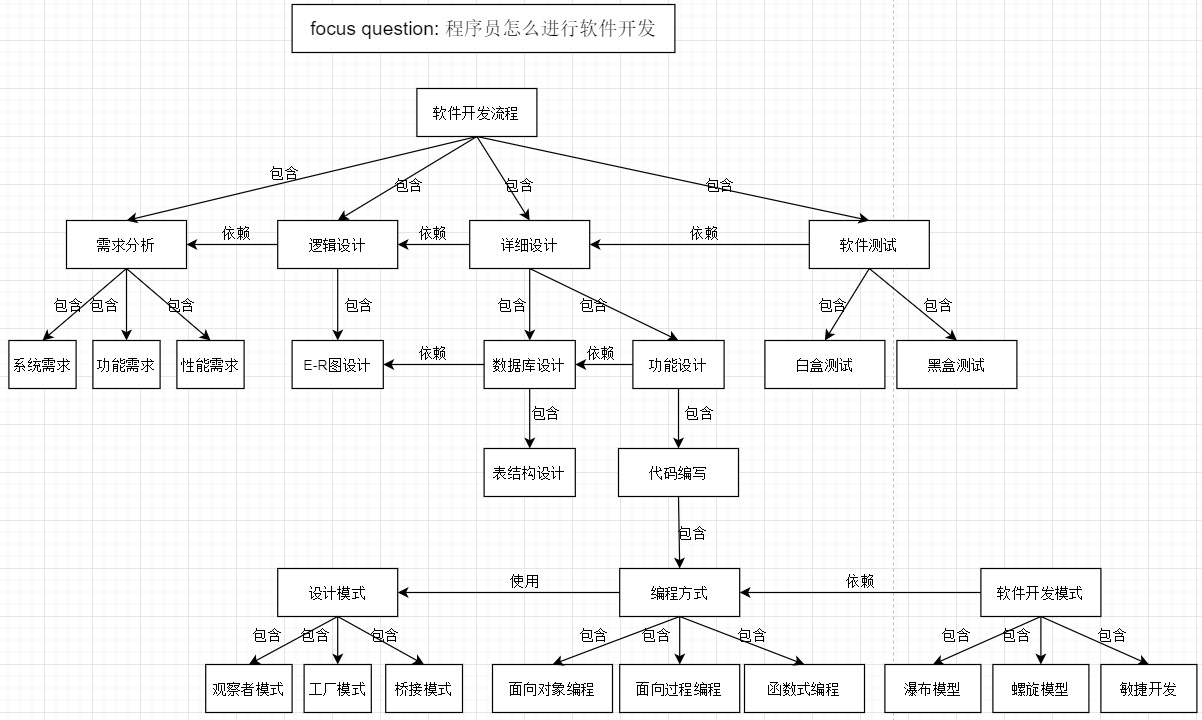 focus question: 程序员怎么进行软件开发
软件开发流程
包含
包含
包含
包含
需求分析
依赖
逻辑设计
依赖
详细设计
依赖
软件测试
包含
包含
包含
包含
包含
包含
包含
包含
系统需求
功能需求
性能需求
E-R图设计
依赖
数据库设计
依赖
功能设计
白盒测试
黑盒测试
包含
包含
表结构设计
代码编写
包含
设计模式
使用
编程方式
依赖
软件开发模式
包含
包含
包含
包含
包含
包含
包含
包含
包含
观察者模式
工厂模式
桥接模式
面向对象编程
面向过程编程
函数式编程
瀑布模型
螺旋模型
敏捷开发